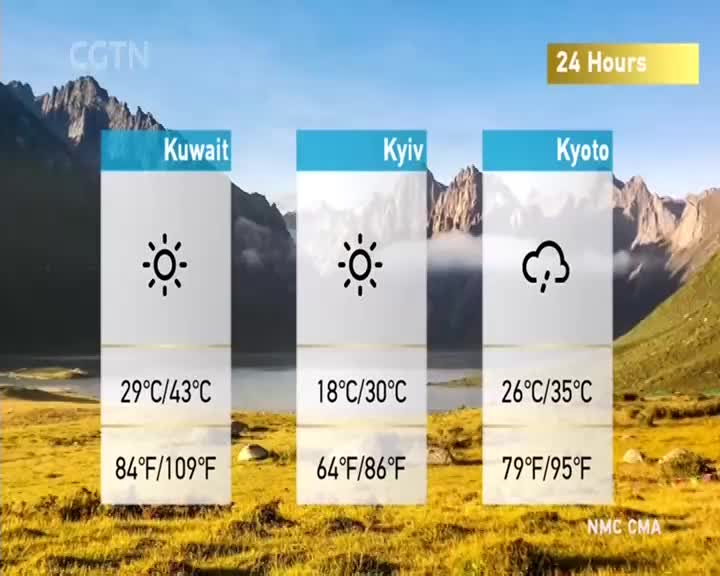 CGTN
24 Hours
Kuwait
Kyiv
Kyoto
29°C/43°C
18°C/30°C
26°C/35°C
84°F/109°F
64°F/86°F
79°F/95°F
NMC CMA